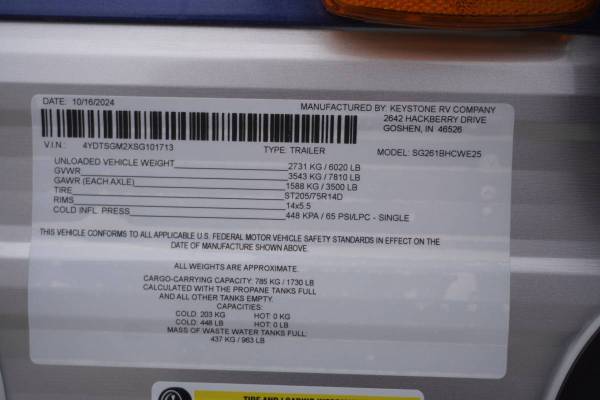 DATE: 10/16/2024
MANUFACTURED BY: KEYSTONE RV COMPANY
2642 HACKBERRY DRIVE
GOSHEN, IN 46526
V.I.N.: 4YDTSGM2XSG101713 TYPE: TRAILER MODEL: SG261BHCWE25
UNLOADED VEHICLE WEIGHT 2731 KG / 6020 LB
GVWR 3543 KG / 7810 LB
GAWR (EACH AXLE) 1588 KG / 3500 LB
TIRE ST205/75R14D
RIMS 14x5.5
COLD INFL. PRESS 448 KPA / 65 PSI/LPC - SINGLE
THIS VEHICLE CONFORMS TO ALL APPLICABLE U.S. FEDERAL MOTOR VEHICLE SAFETY STANDARDS IN EFFECT ON THE
DATE OF MANUFACTURE SHOWN ABOVE.
ALL WEIGHTS ARE APPROXIMATE.
CARGO-CARRYING CAPACITY: 785 KG / 1730 LB
CALCULATED WITH THE PROPANE TANKS FULL
AND ALL OTHER TANKS EMPTY.
CAPACITIES:
COLD: 203 KG HOT: 0 KG
COLD: 448 LB HOT: 0 LB
MASS OF WASTE WATER TANKS FULL:
437 KG / 963 LB
TIRE AND LOADING